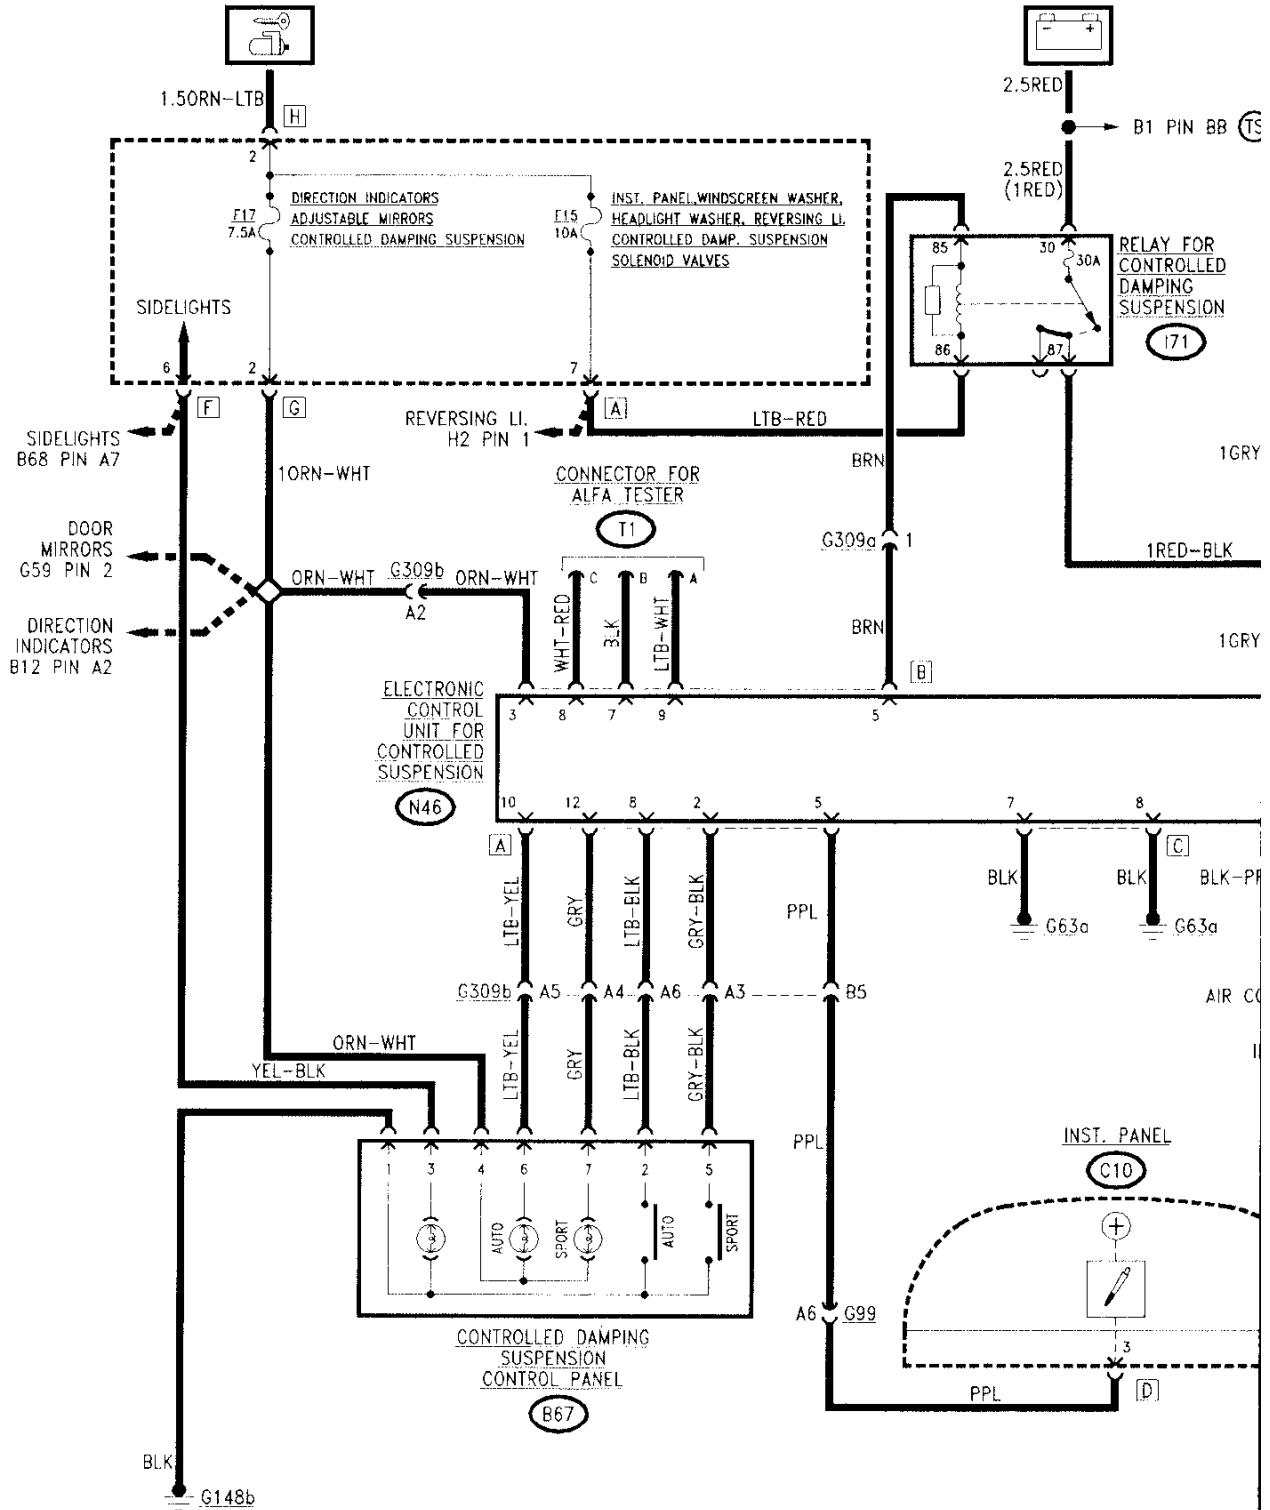 1.5ORN-LTB
H
2
2.5RED
B1 PIN BB
2.5RED
(1RED)
F17
7.5A
DIRECTION INDICATORS
ADJUSTABLE MIRRORS
CONTROLLED DAMPING SUSPENSION
F15
10A
INST. PANEL,WINDSCREEN WASHER,
HEADLIGHT WASHER, REVERSING LI.
CONTROLLED DAMP. SUSPENSION
SOLENOID VALVES
85
30
30A
86
87
RELAY FOR
CONTROLLED
DAMPING
SUSPENSION
I71
SIDELIGHTS
6
2
7
F
G
A
SIDELIGHTS
B68 PIN A7
REVERSING LI.
H2 PIN 1
LTB-RED
1ORN-WHT
CONNECTOR FOR
ALFA TESTER
T1
BRN
1GRY
G309a
1
1RED-BLK
DOOR
MIRRORS
G59 PIN 2
ORN-WHT
G309b
A2
ORN-WHT
C
B
A
WHT-RED
BLK
LTB-WHT
BRN
1GRY
DIRECTION
INDICATORS
B12 PIN A2
B
ELECTRONIC
CONTROL
UNIT FOR
CONTROLLED
SUSPENSION
N46
3
8
7
9
5
10
12
8
2
5
7
8
A
C
LTB-YEL
GRY
LTB-BLK
GRY-BLK
PPL
BLK
BLK
G63a
G63a
G309b
A5
A4
A6
A3
B5
AIR
LTB-YEL
GRY
LTB-BLK
GRY-BLK
ORN-WHT
YEL-BLK
PPL
1
3
4
6
7
2
5
AUTO
SPORT
AUTO
SPORT
INST. PANEL
C10
A6
G99
3
D
PPL
CONTROLLED DAMPING
SUSPENSION
CONTROL PANEL
B67
BLK
G148b